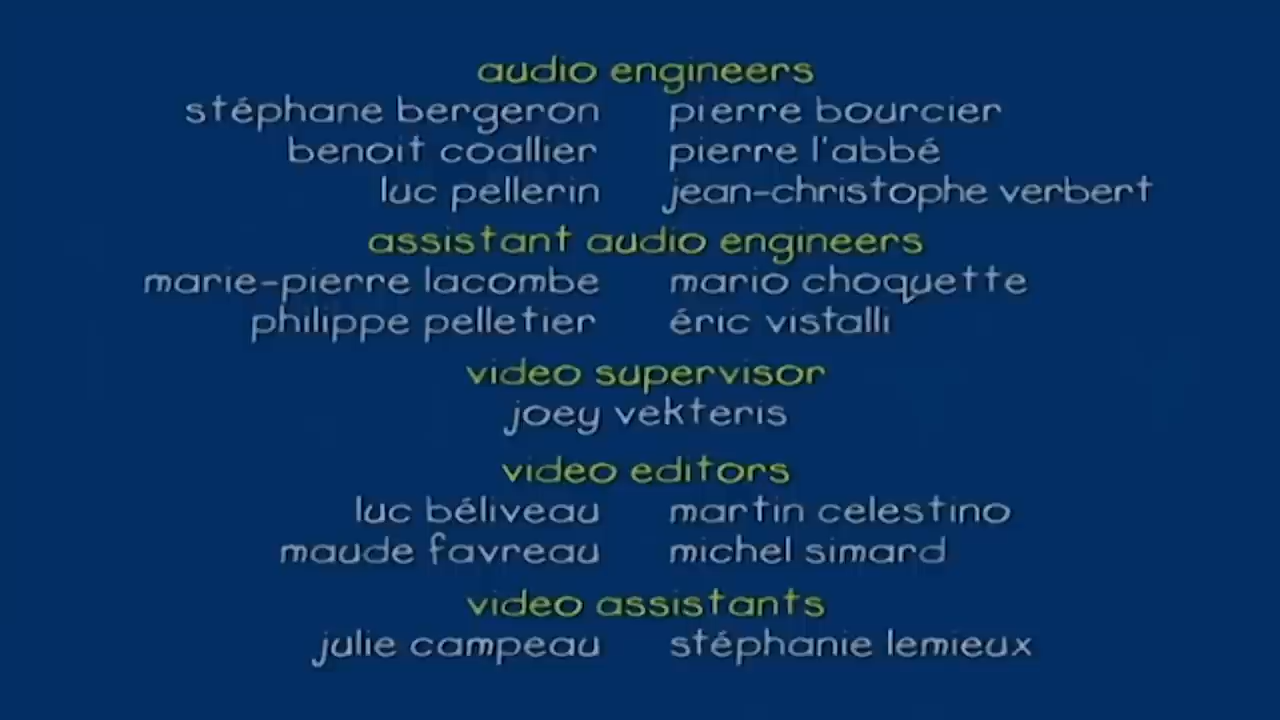 audio engineers
stéphane bergeron pierre bourcier
benoit coallier pierre l'abbé
luc pellerin jean-christophe verbert
assistant audio engineers
marie-pierre lacombe mario choquette
philippe pelletier éric vistalli
video supervisor
joey vekteris
video editors
luc béliveau martin celestino
maude favreau michel simard
video assistants
julie campeau stéphanie lemieux